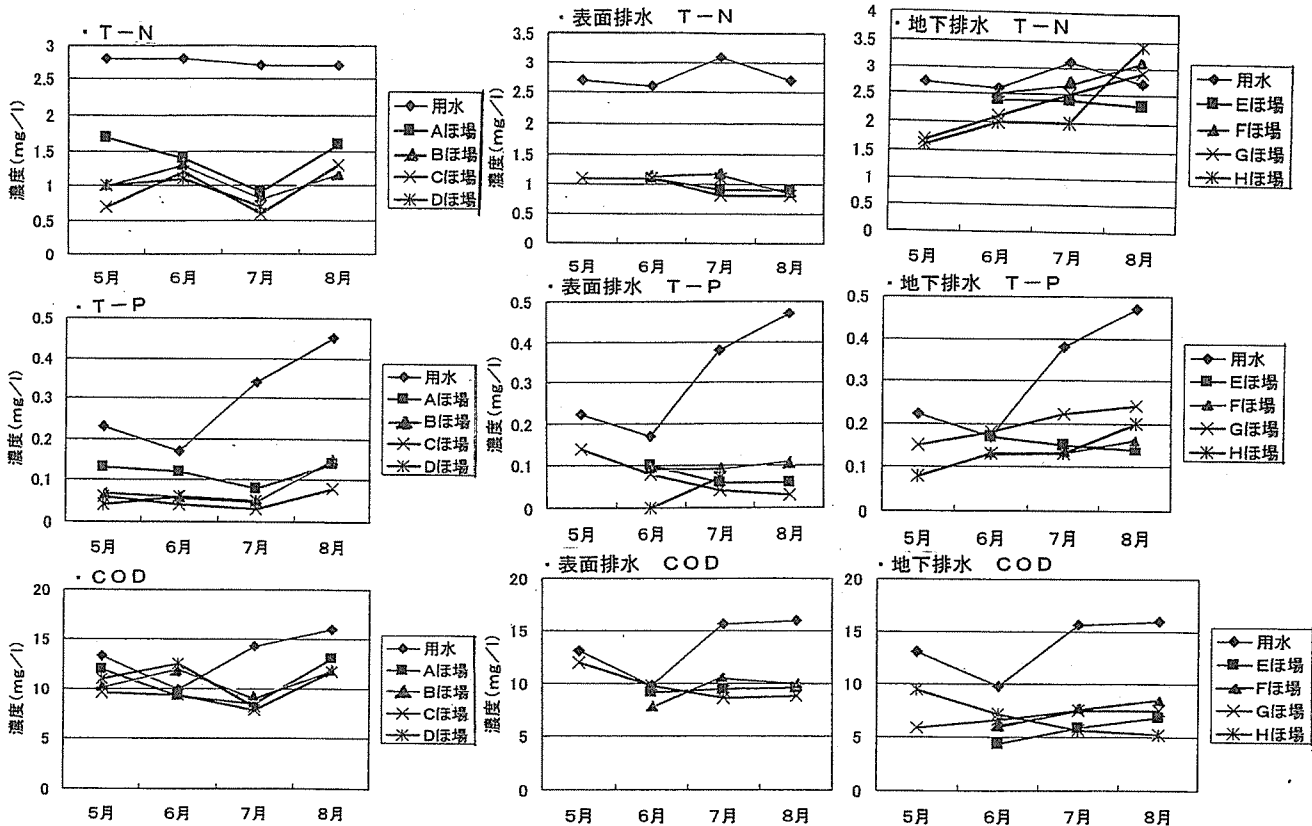 ・T－N
濃度(mg／l)
3
2.5
2
1.5
1
0.5
0
5月 6月 7月 8月
用水
Aほ場
Bほ場
Cほ場
Dほ場
・表面排水 T－N
濃度(mg／l)
3.5
3
2.5
2
1.5
1
0.5
0
5月 6月 7月 8月
・地下排水 T－N
4
3.5
3
2.5
2
1.5
1
0.5
0
5月 6月 7月 8月
用水
Eほ場
Fほ場
Gほ場
Hほ場
・T－P
濃度(mg／l)
0.5
0.4
0.3
0.2
0.1
0
5月 6月 7月 8月
用水
Aほ場
Bほ場
Cほ場
Dほ場
・表面排水 T－P
濃度(mg／l)
0.5
0.4
0.3
0.2
0.1
0
5月 6月 7月 8月
・地下排水 T－P
0.5
0.4
0.3
0.2
0.1
0
5月 6月 7月 8月
用水
Eほ場
Fほ場
Gほ場
Hほ場
・COD
濃度(mg／l)
20
15
10
5
0
5月 6月 7月 8月
用水
Aほ場
Bほ場
Cほ場
Dほ場
・表面排水 COD
濃度(mg／l)
20
15
10
5
0
5月 6月 7月 8月
・地下排水 COD
20
15
10
5
0
5月 6月 7月 8月
用水
Eほ場
Fほ場
Gほ場
Hほ場